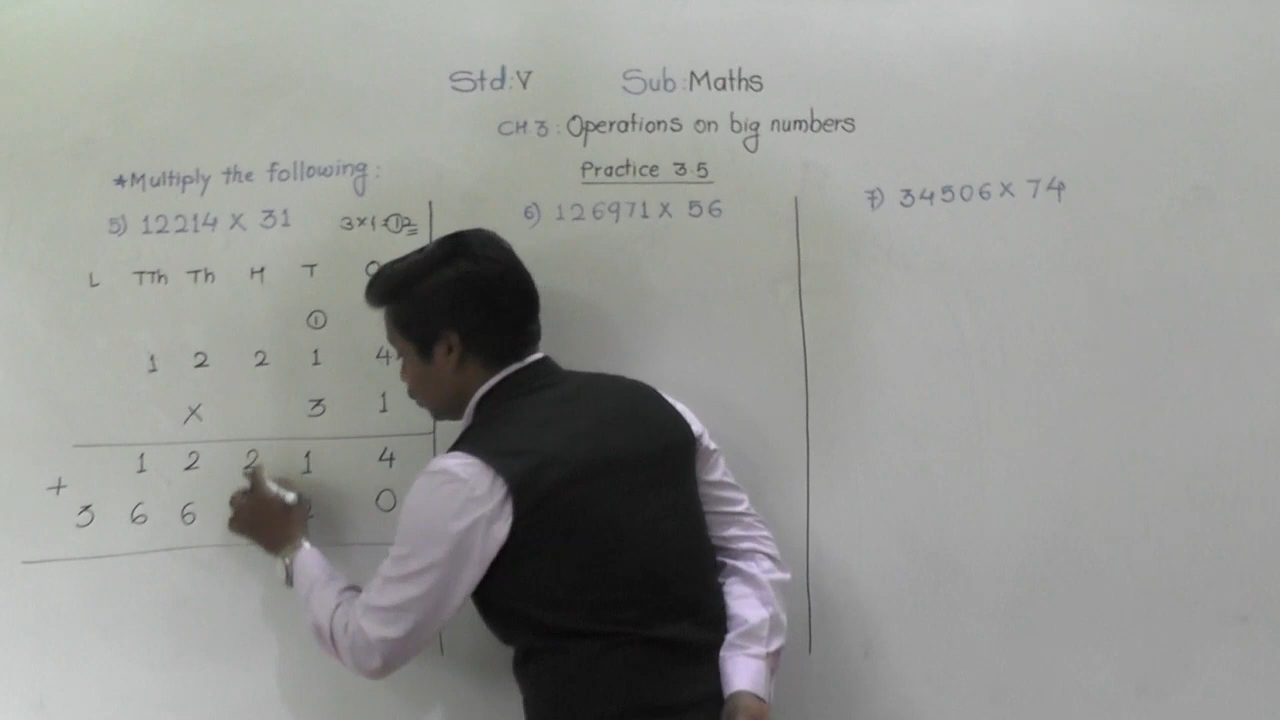 Std:V Sub:Maths
CH 3: Operations on big numbers
Practice 3.5
*Multiply the following:
5) 12214 X 31 3x1
L TTh Th H T
①
1 2 2 1 4
X 3 1
1 2 2 1 4
+
3 6 6 0
6) 126971 X 56
7) 34506 X 74